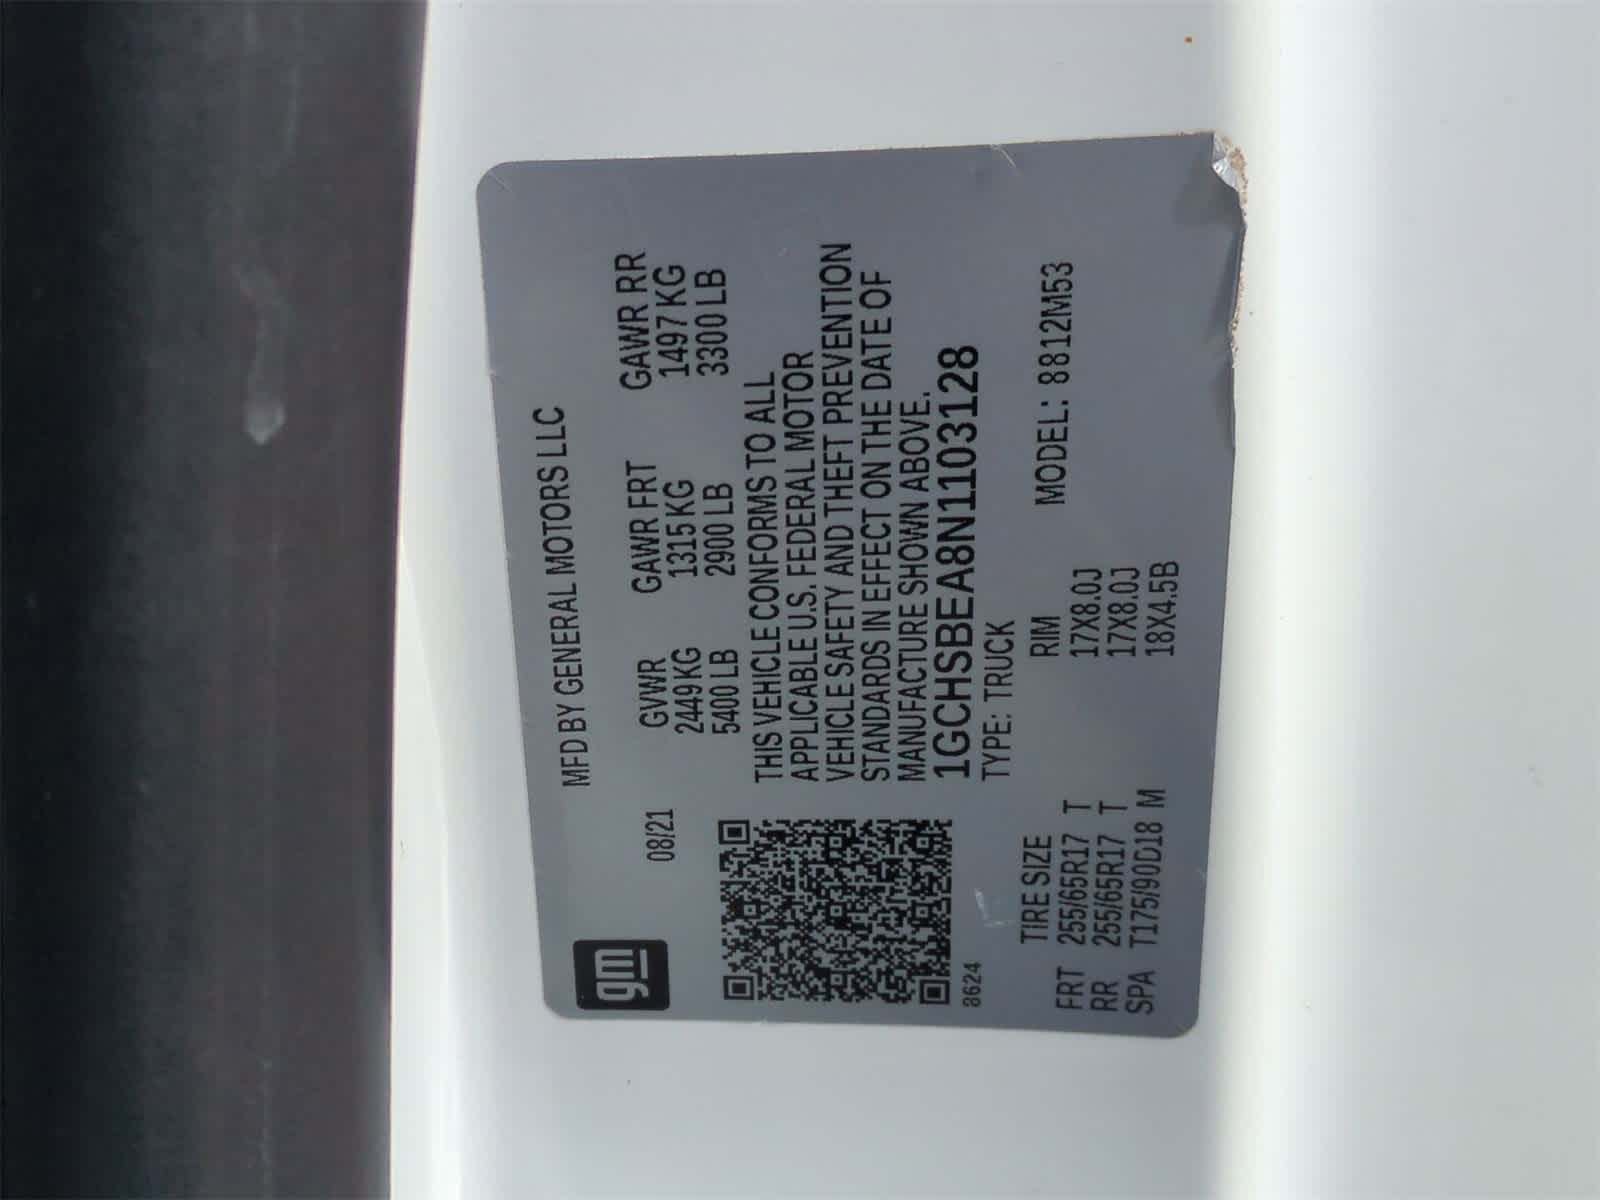 gm
MFD BY GENERAL MOTORS LLC
08/21
GVWR GAWR FRT GAWR RR
2449 KG 1315 KG 1497 KG
5400 LB 2900 LB 3300 LB
THIS VEHICLE CONFORMS TO ALL
APPLICABLE U.S. FEDERAL MOTOR
VEHICLE SAFETY AND THEFT PREVENTION
STANDARDS IN EFFECT ON THE DATE OF
MANUFACTURE SHOWN ABOVE.
1GCHSBEA8N1103128
8624
TYPE: TRUCK
MODEL: 8812M53
TIRE SIZE RIM
FRT 255/65R17 T 17X8.0J
RR 255/65R17 T 17X8.0J
SPA T175/90D18 M 18X4.5B